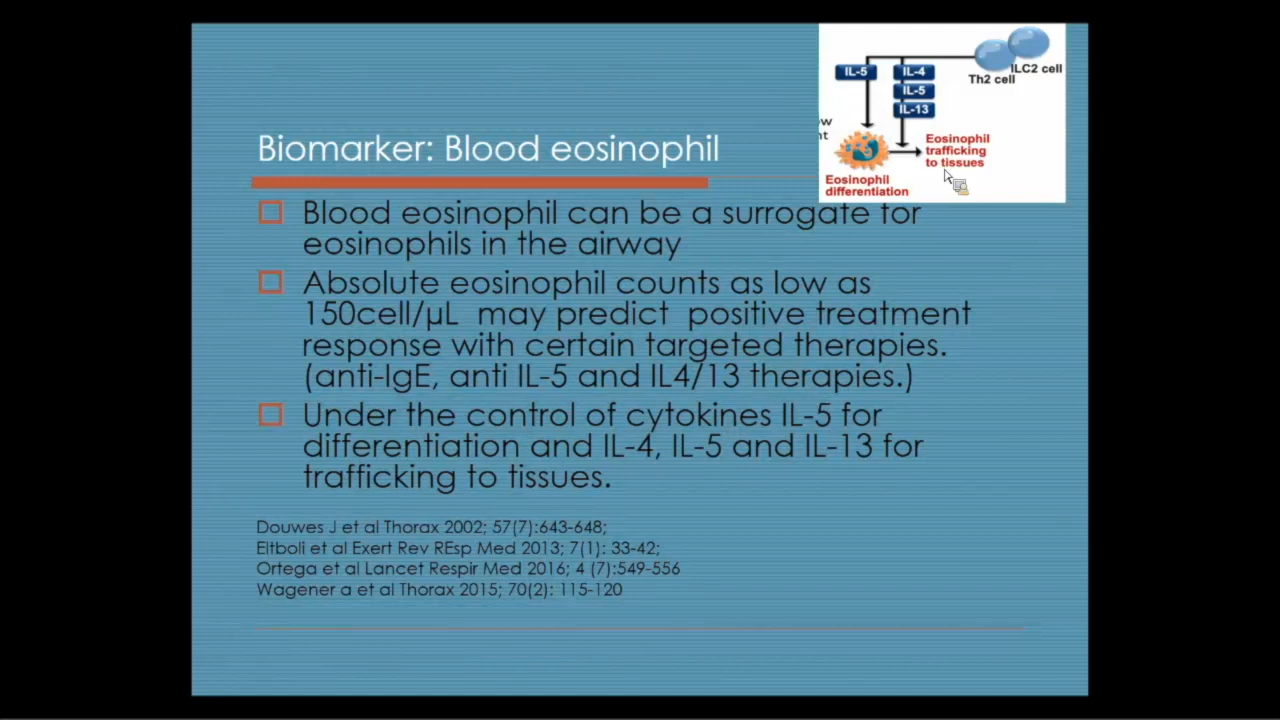 Biomarker: Blood eosinophil
Blood eosinophil can be a surrogate for
eosinophils in the airway
Absolute eosinophil counts as low as
150cell/µL may predict positive treatment
response with certain targeted therapies.
(anti-IgE, anti IL-5 and IL4/13 therapies.)
Under the control of cytokines IL-5 for
differentiation and IL-4, IL-5 and IL-13 for
trafficking to tissues.
Douwes J et al Thorax 2002; 57(7):643-648;
Eltboli et al Exert Rev REsp Med 2013; 7(1): 33-42;
Ortega et al Lancet Respir Med 2016; 4 (7):549-556
Wagener a et al Thorax 2015; 70(2): 115-120
ILC2 cell
Th2 cell
IL-5
IL-4
IL-5
IL-13
Eosinophil
trafficking
to tissues
Eosinophil
differentiation